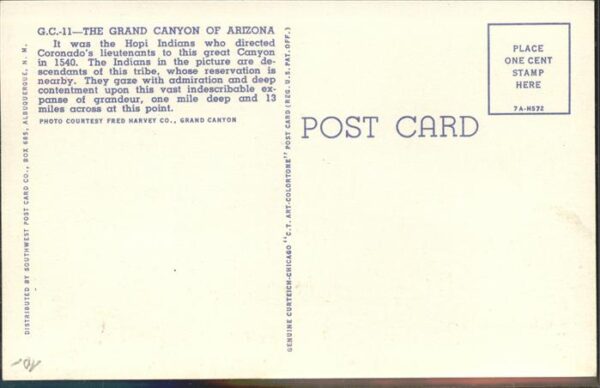 G.C.-11—THE GRAND CANYON OF ARIZONA
It was the Hopi Indians who directed
Coronado's lieutenants to this great Canyon
in 1540. The Indians in the picture are de-
scendants of this tribe, whose reservation is
nearby. They gaze with admiration and deep
contentment upon this vast indescribable ex-
panse of grandeur, one mile deep and 13
miles across at this point.
PHOTO COURTESY FRED HARVEY CO., GRAND CANYON
DISTRIBUTED BY SOUTHWEST POST CARD CO., BOX 685, ALBUQUERQUE, N. M.
GENUINE CURTEICH-CHICAGO "C.T. ART-COLORTONE" POST CARD (REG. U.S. PAT. OFF.)
POST CARD
PLACE
ONE CENT
STAMP
HERE
7A-H572